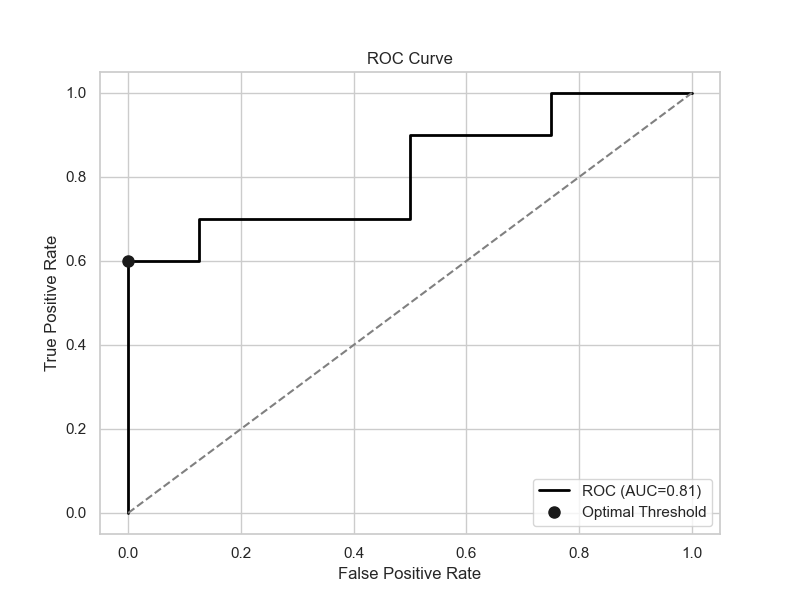 ROC Curve
1.0
0.8
0.6
0.4
0.2
0.0
True Positive Rate
0.0 0.2 0.4 0.6 0.8 1.0
False Positive Rate
ROC (AUC=0.81)
Optimal Threshold